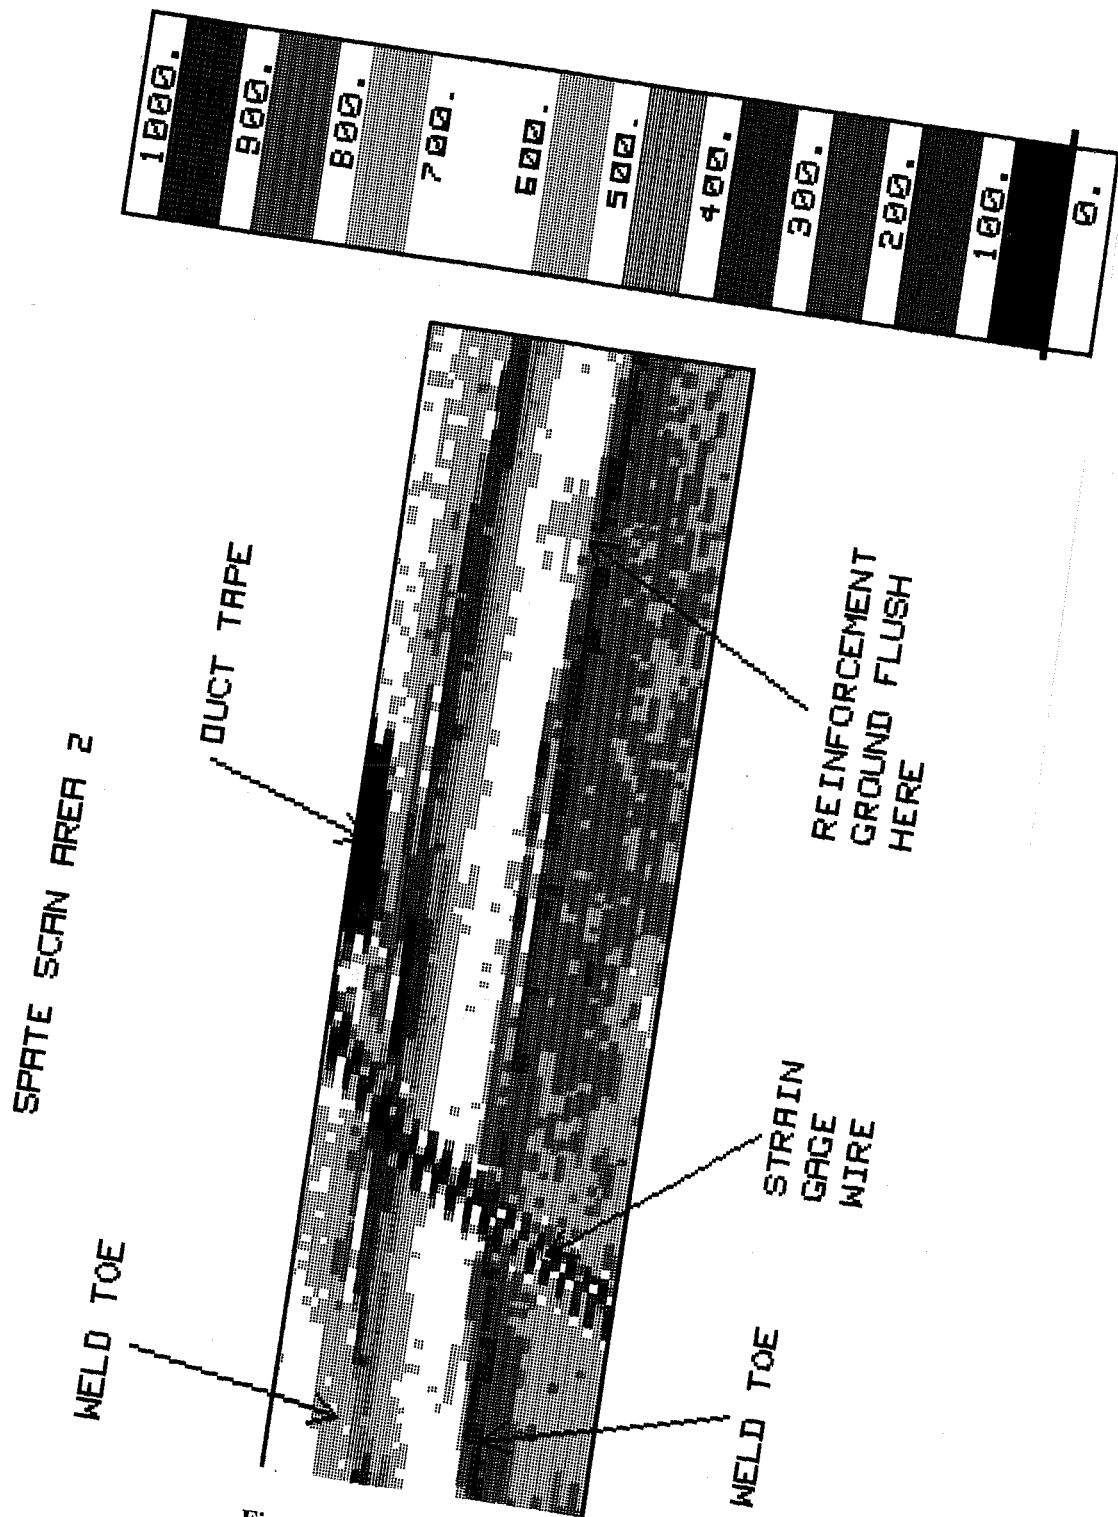 SPATE SCAN AREA 2
WELD TOE
DUCT TAPE
WELD TOE
STRAIN
GAGE
WIRE
REINFORCEMENT
GROUND FLUSH
HERE
1000.
900.
800.
700.
600.
500.
400.
300.
200.
100.
0.